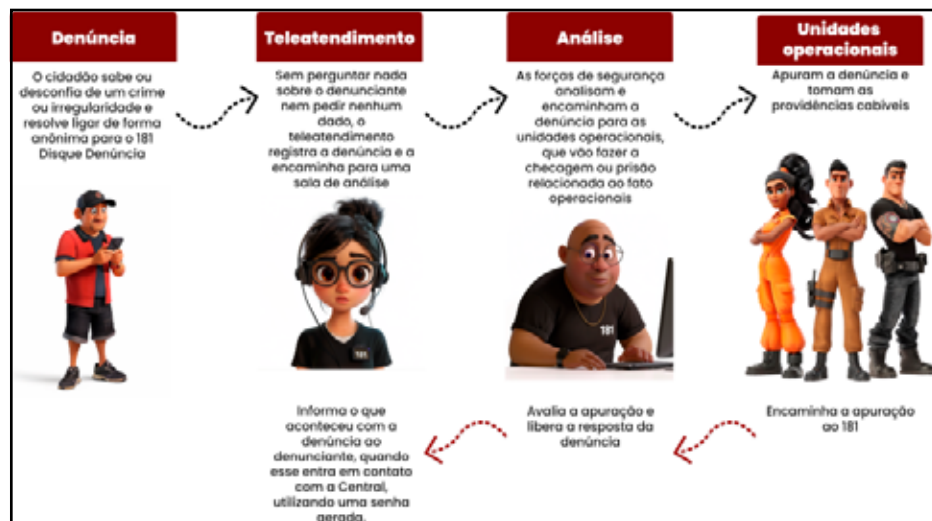 Denúncia
O cidadão sabe ou
desconfia de um crime
ou irregularidade e
resolve ligar de forma
anônima para o 181
Disque Denúncia
Teleatendimento
Sem perguntar nada
sobre o denunciante
nem pedir nenhum
dado, o
teleatendimento
registra a denúncia e a
encaminha para uma
sala de análise
Análise
As forças de segurança
analisam e
encaminham a
denúncia para as
unidades operacionais,
que vão fazer a
checagem ou prisão
relacionada ao fato
operacionais
Unidades
operacionais
Apuram a denúncia e
tomam as
providências cabíveis
181
181
Informa o que
aconteceu com a
denúncia ao
denunciante, quando
esse entra em contato
com a Central,
utilizando uma senha
gerada.
Avalia a apuração e
libera a resposta da
denúncia
Encaminha a apuração
ao 181